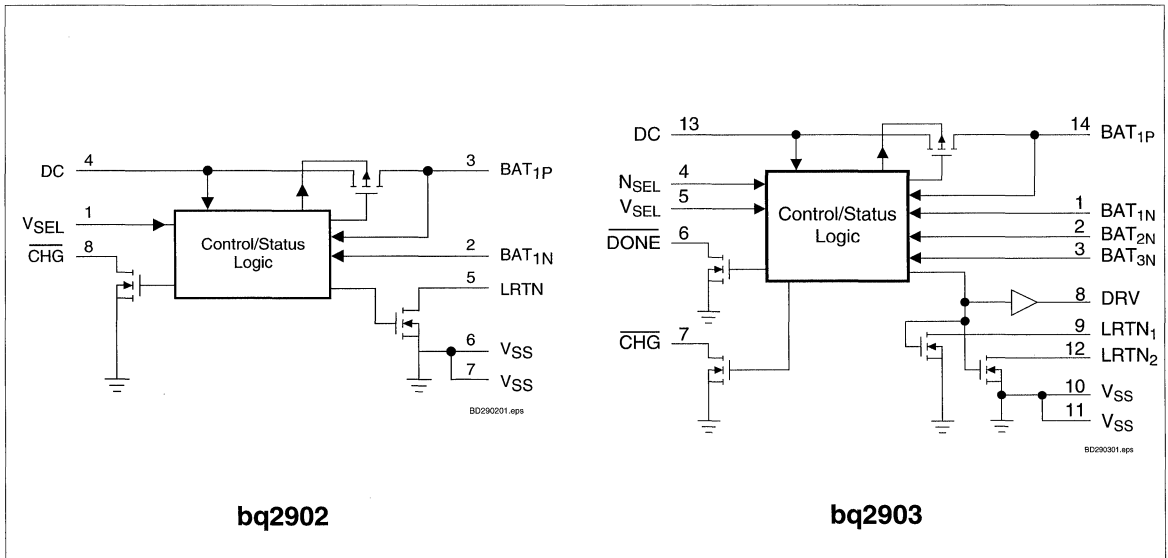 4
DC
3
BAT1P
1
VSEL
8
CHG
Control/Status
Logic
2
BAT1N
5
LRTN
6
VSS
7
VSS
BD290201.eps
bq2902
DC
13
14
BAT1P
4
NSEL
5
VSEL
6
DONE
7
CHG
Control/Status
Logic
1
BAT1N
2
BAT2N
3
BAT3N
8
DRV
9
LRTN1
12
LRTN2
10
VSS
11
VSS
BD290301.eps
bq2903